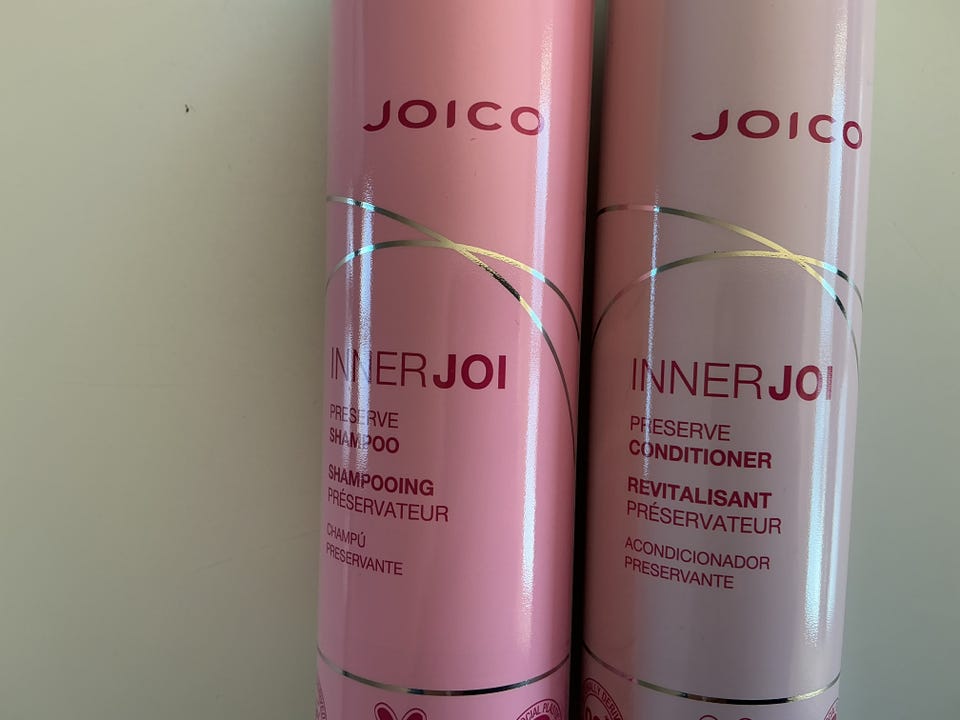 JOICO
INNERJOI
PRESERVE
SHAMPOO
SHAMPOOING
PRÉSERVATEUR
CHAMPÚ
PRESERVANTE
JOICO
INNERJOI
PRESERVE
CONDITIONER
REVITALISANT
PRÉSERVATEUR
ACONDICIONADOR
PRESERVANTE